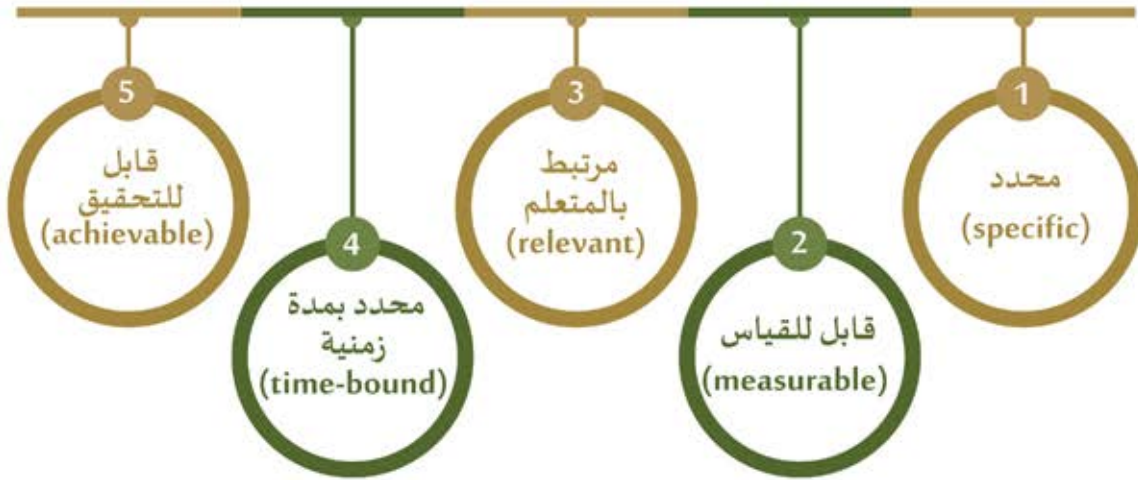 1
محدد
(specific)
2
قابل للقياس
(measurable)
3
مرتبط
بالمتعلم
(relevant)
4
محدد بمدة
زمنية
(time-bound)
5
قابل
للتحقيق
(achievable)